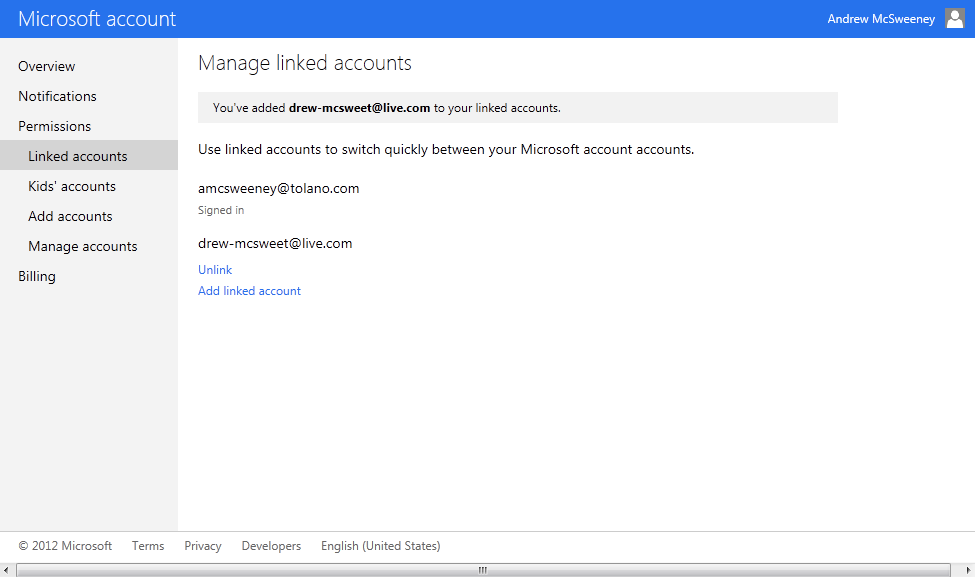 Microsoft account
Andrew McSweeney
Overview
Notifications
Permissions
Linked accounts
Kids' accounts
Add accounts
Manage accounts
Billing
Manage linked accounts
You've added drew-mcsweet@live.com to your linked accounts.
Use linked accounts to switch quickly between your Microsoft account accounts.
amcsweeney@tolano.com
Signed in
drew-mcsweet@live.com
Unlink
Add linked account
© 2012 Microsoft Terms Privacy Developers English (United States)